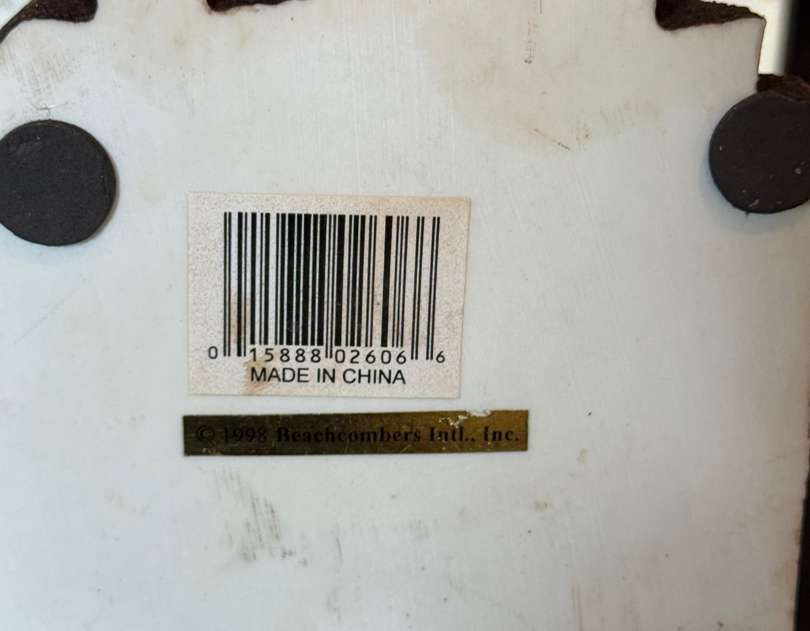 0 15888 02606 6
MADE IN CHINA
© 1998 Beachcombers Intl., Inc.